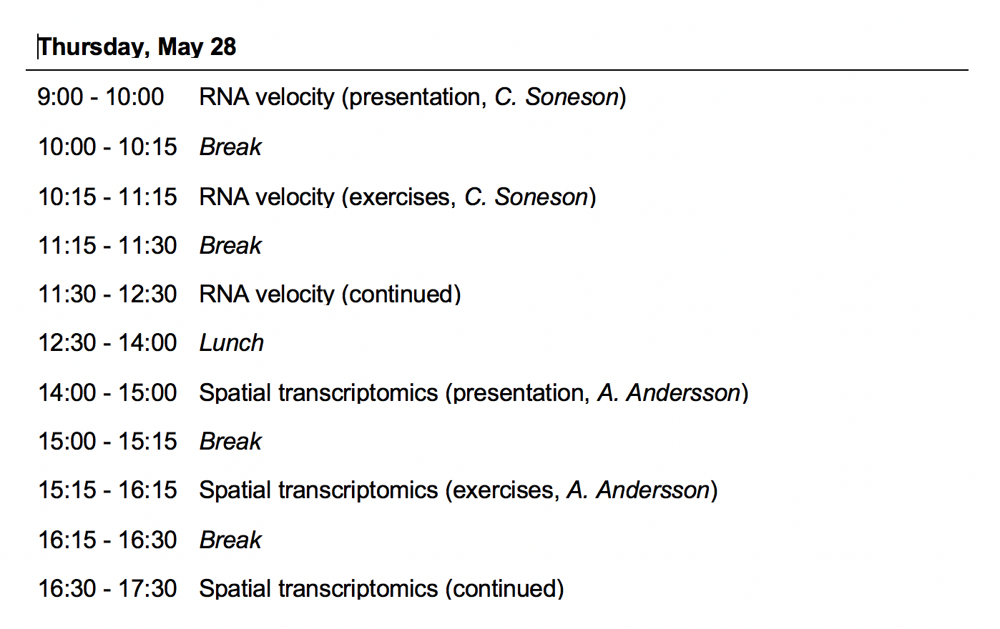 Thursday, May 28
9:00 - 10:00 RNA velocity (presentation, C. Soneson)
10:00 - 10:15 Break
10:15 - 11:15 RNA velocity (exercises, C. Soneson)
11:15 - 11:30 Break
11:30 - 12:30 RNA velocity (continued)
12:30 - 14:00 Lunch
14:00 - 15:00 Spatial transcriptomics (presentation, A. Andersson)
15:00 - 15:15 Break
15:15 - 16:15 Spatial transcriptomics (exercises, A. Andersson)
16:15 - 16:30 Break
16:30 - 17:30 Spatial transcriptomics (continued)